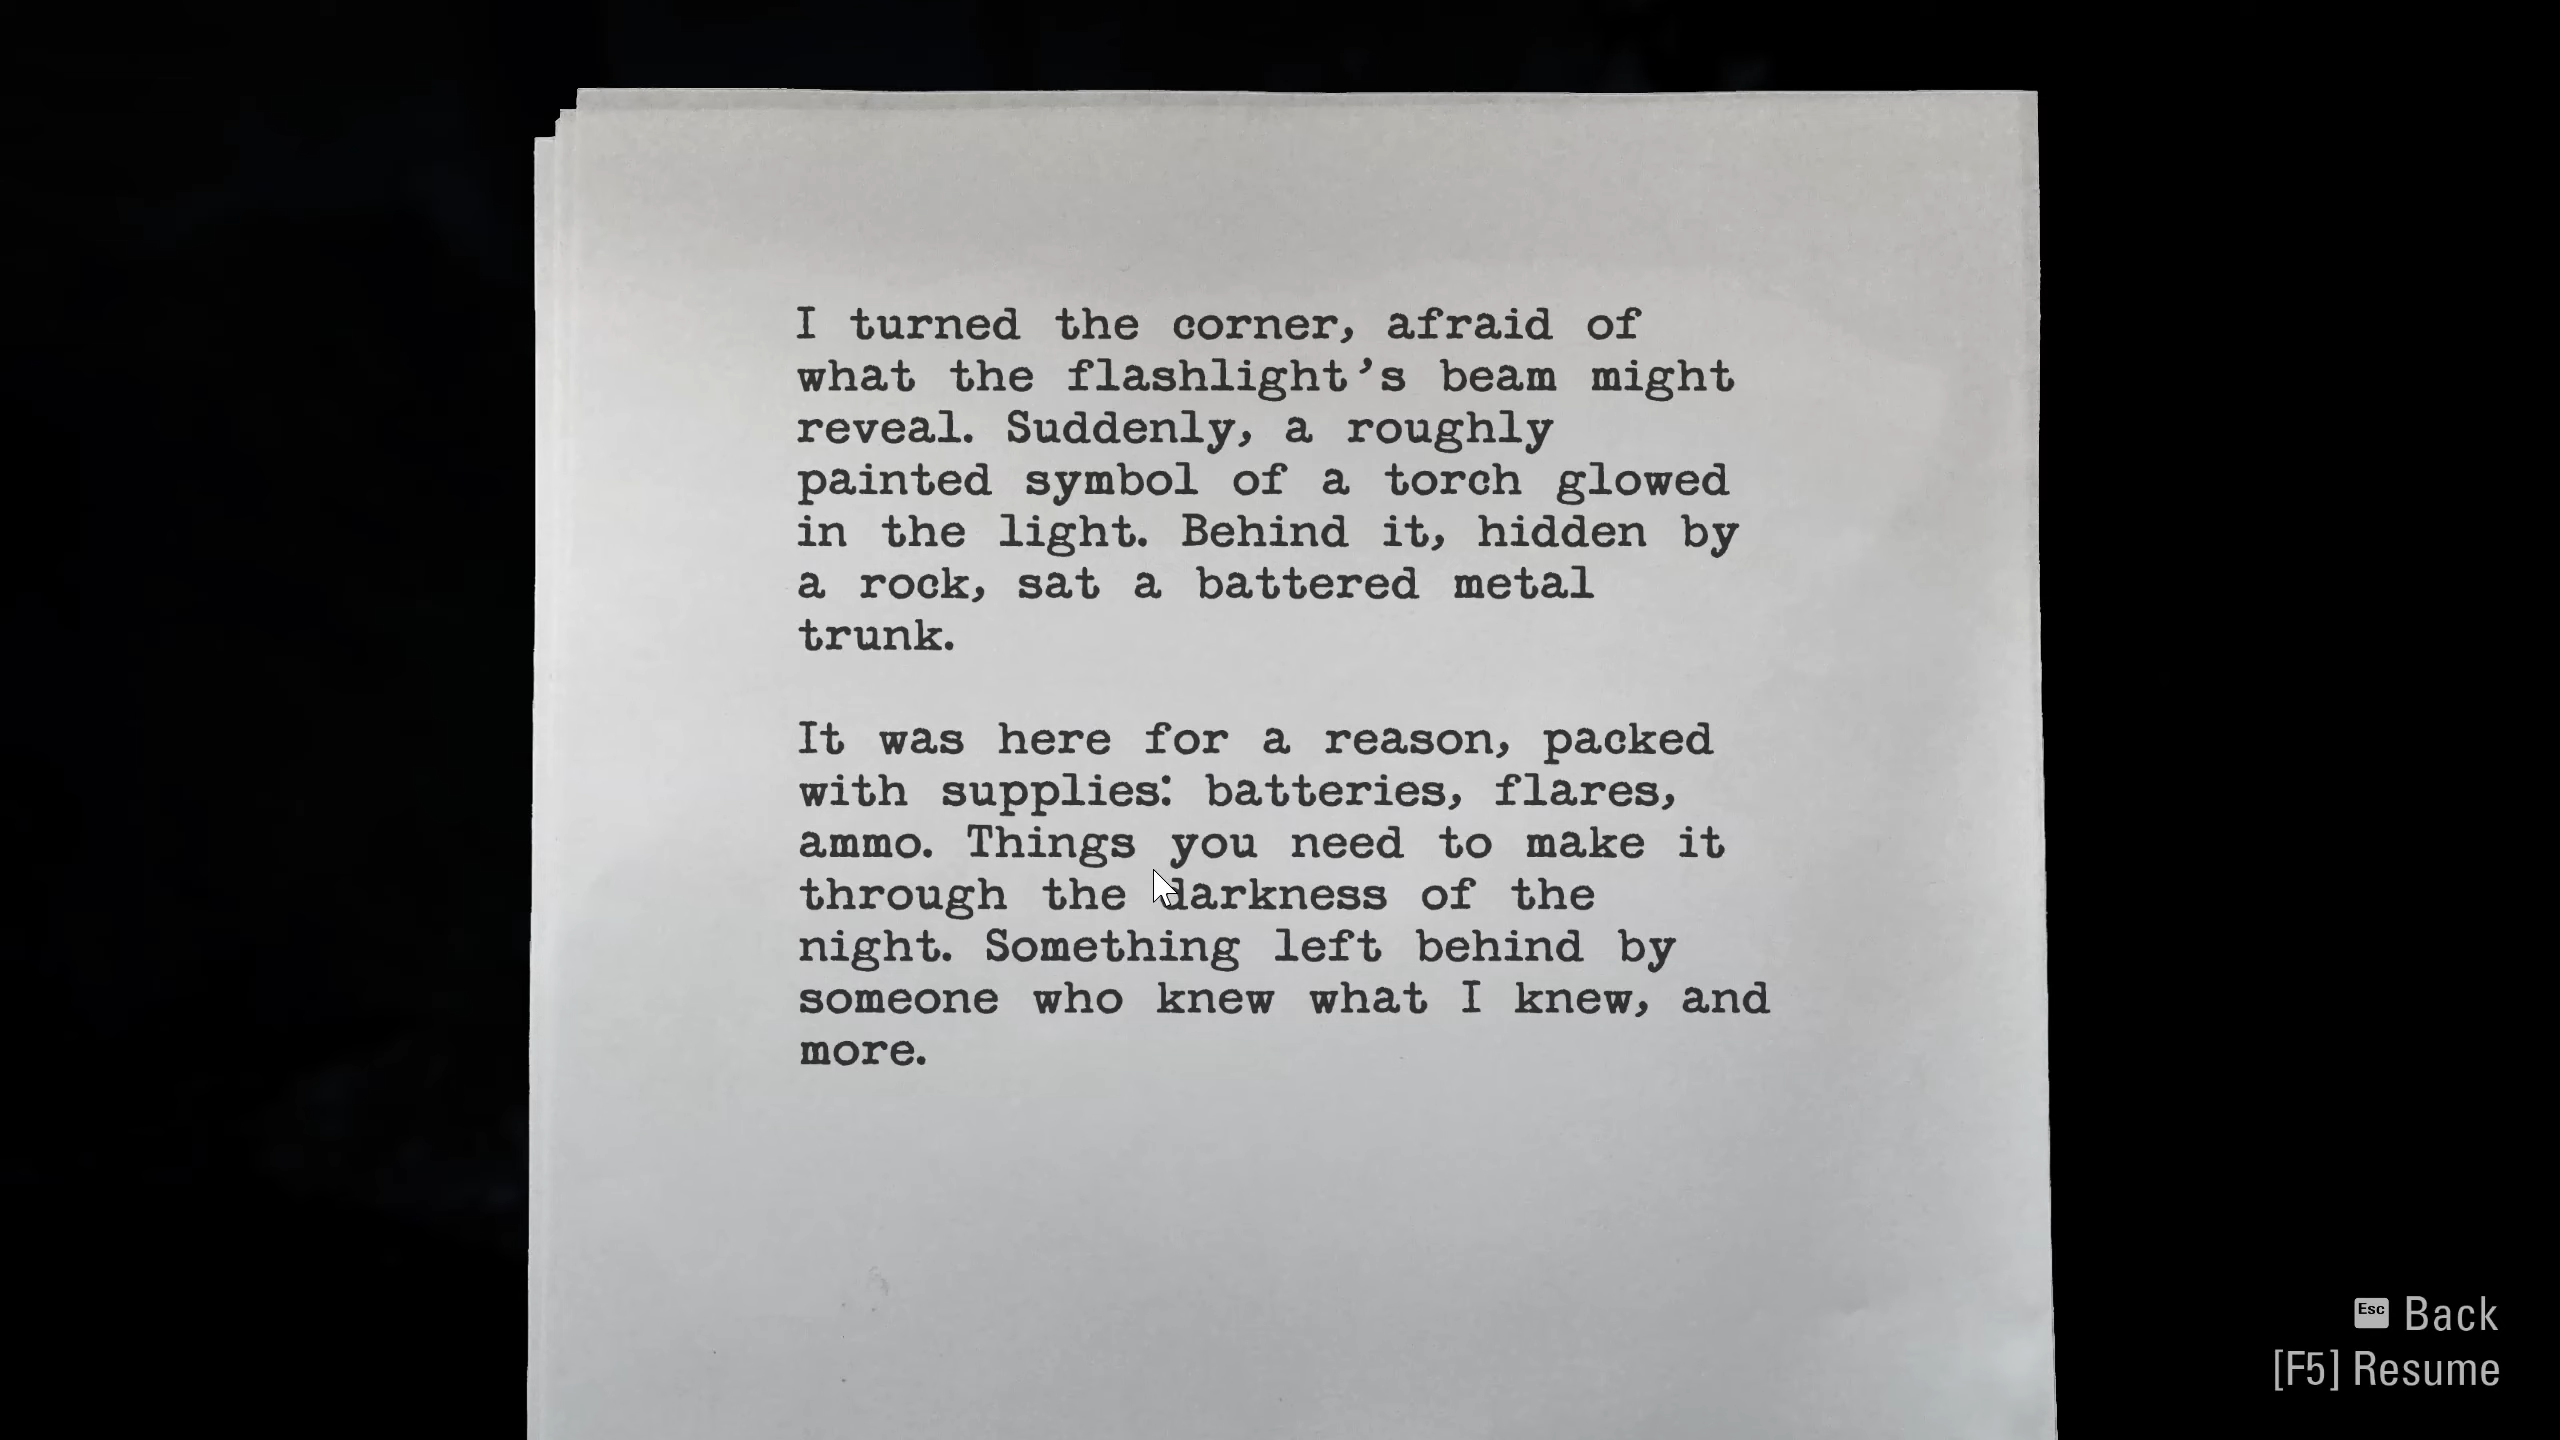 I turned the corner, afraid of
what the flashlight’s beam might
reveal. Suddenly, a roughly
painted symbol of a torch glowed
in the light. Behind it, hidden by
a rock, sat a battered metal
trunk.
It was here for a reason, packed
with supplies: batteries, flares,
ammo. Things you need to make it
through the darkness of the
night. Something left behind by
someone who knew what I knew, and
more.
Esc Back
[F5] Resume